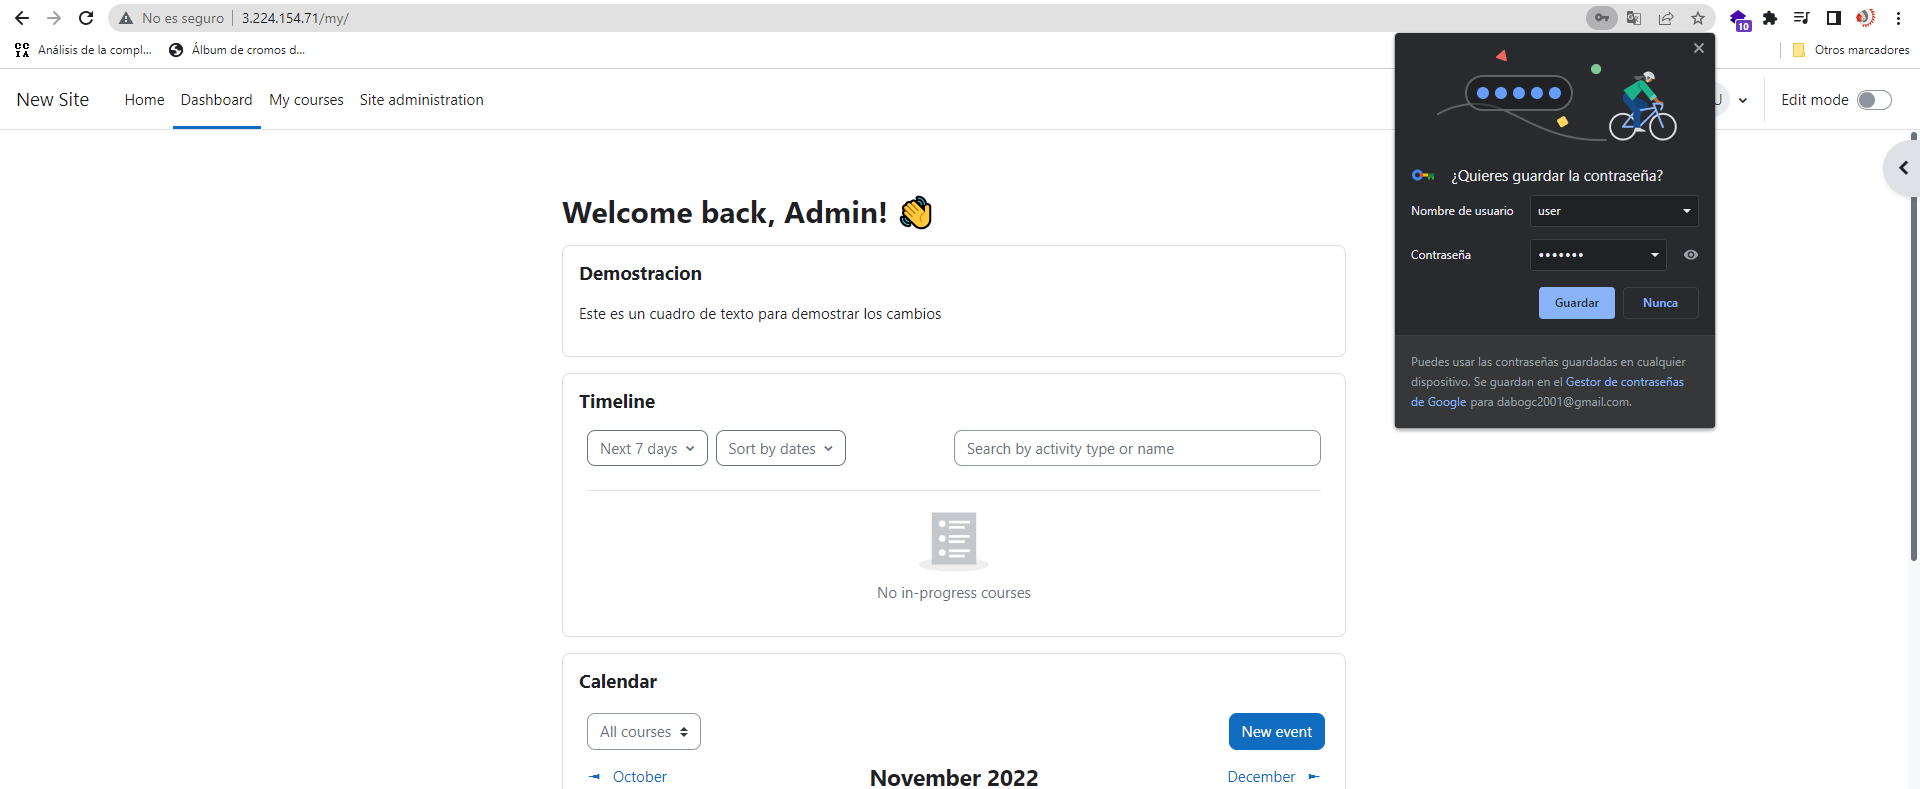 No es seguro 3.224.154.71/my/
10
Análisis de la compl... Álbum de cromos d... Otros marcadores
New Site Home Dashboard My courses Site administration U Edit mode
¿Quieres guardar la contraseña?
Nombre de usuario user
Contraseña •••••••
Guardar Nunca
Puedes usar las contraseñas guardadas en cualquier
dispositivo. Se guardan en el Gestor de contraseñas
de Google para dabogc2001@gmail.com.
Welcome back, Admin! 👋
Demostracion
Este es un cuadro de texto para demostrar los cambios
Timeline
Next 7 days Sort by dates Search by activity type or name
No in-progress courses
Calendar
All courses New event
October November 2022 December